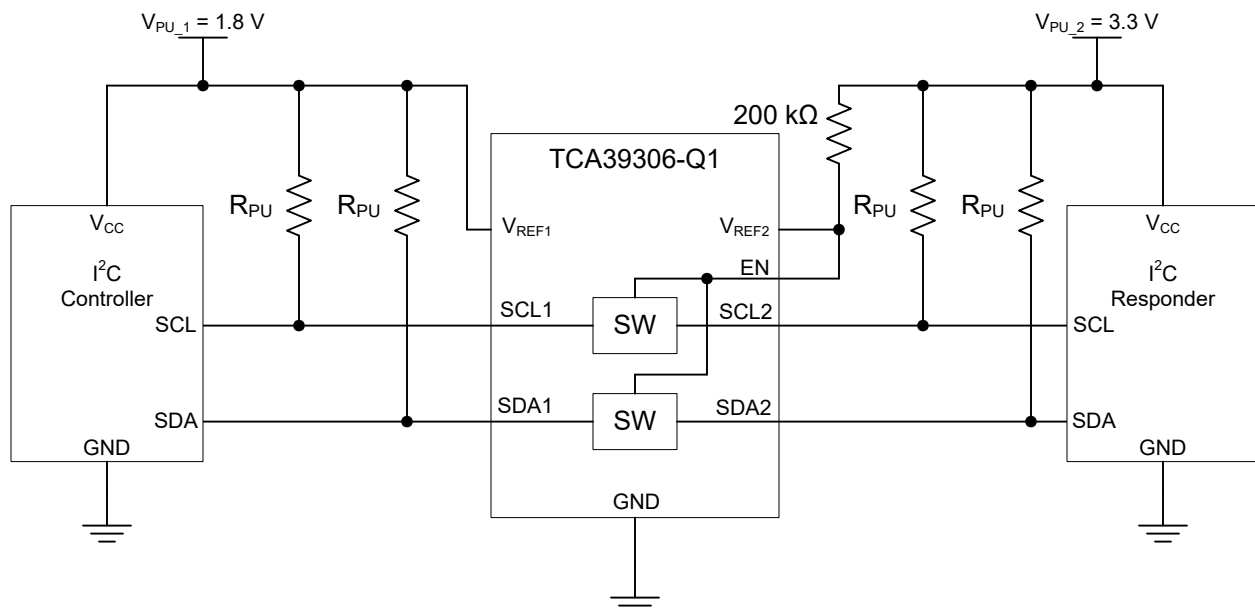 V_PU_1 = 1.8 V
V_PU_2 = 3.3 V
200 kΩ
TCA39306-Q1
R_PU
R_PU
R_PU
R_PU
V_CC
I²C
Controller
SCL
SDA
GND
V_REF1
V_REF2
EN
SCL1
SW
SCL2
SDA1
SW
SDA2
GND
V_CC
I²C
Responder
SCL
SDA
GND